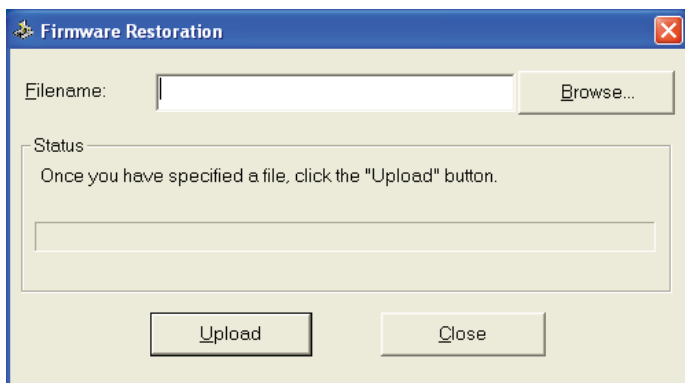 Firmware Restoration
Filename:
Browse...
Status
Once you have specified a file, click the "Upload" button.
Upload
Close